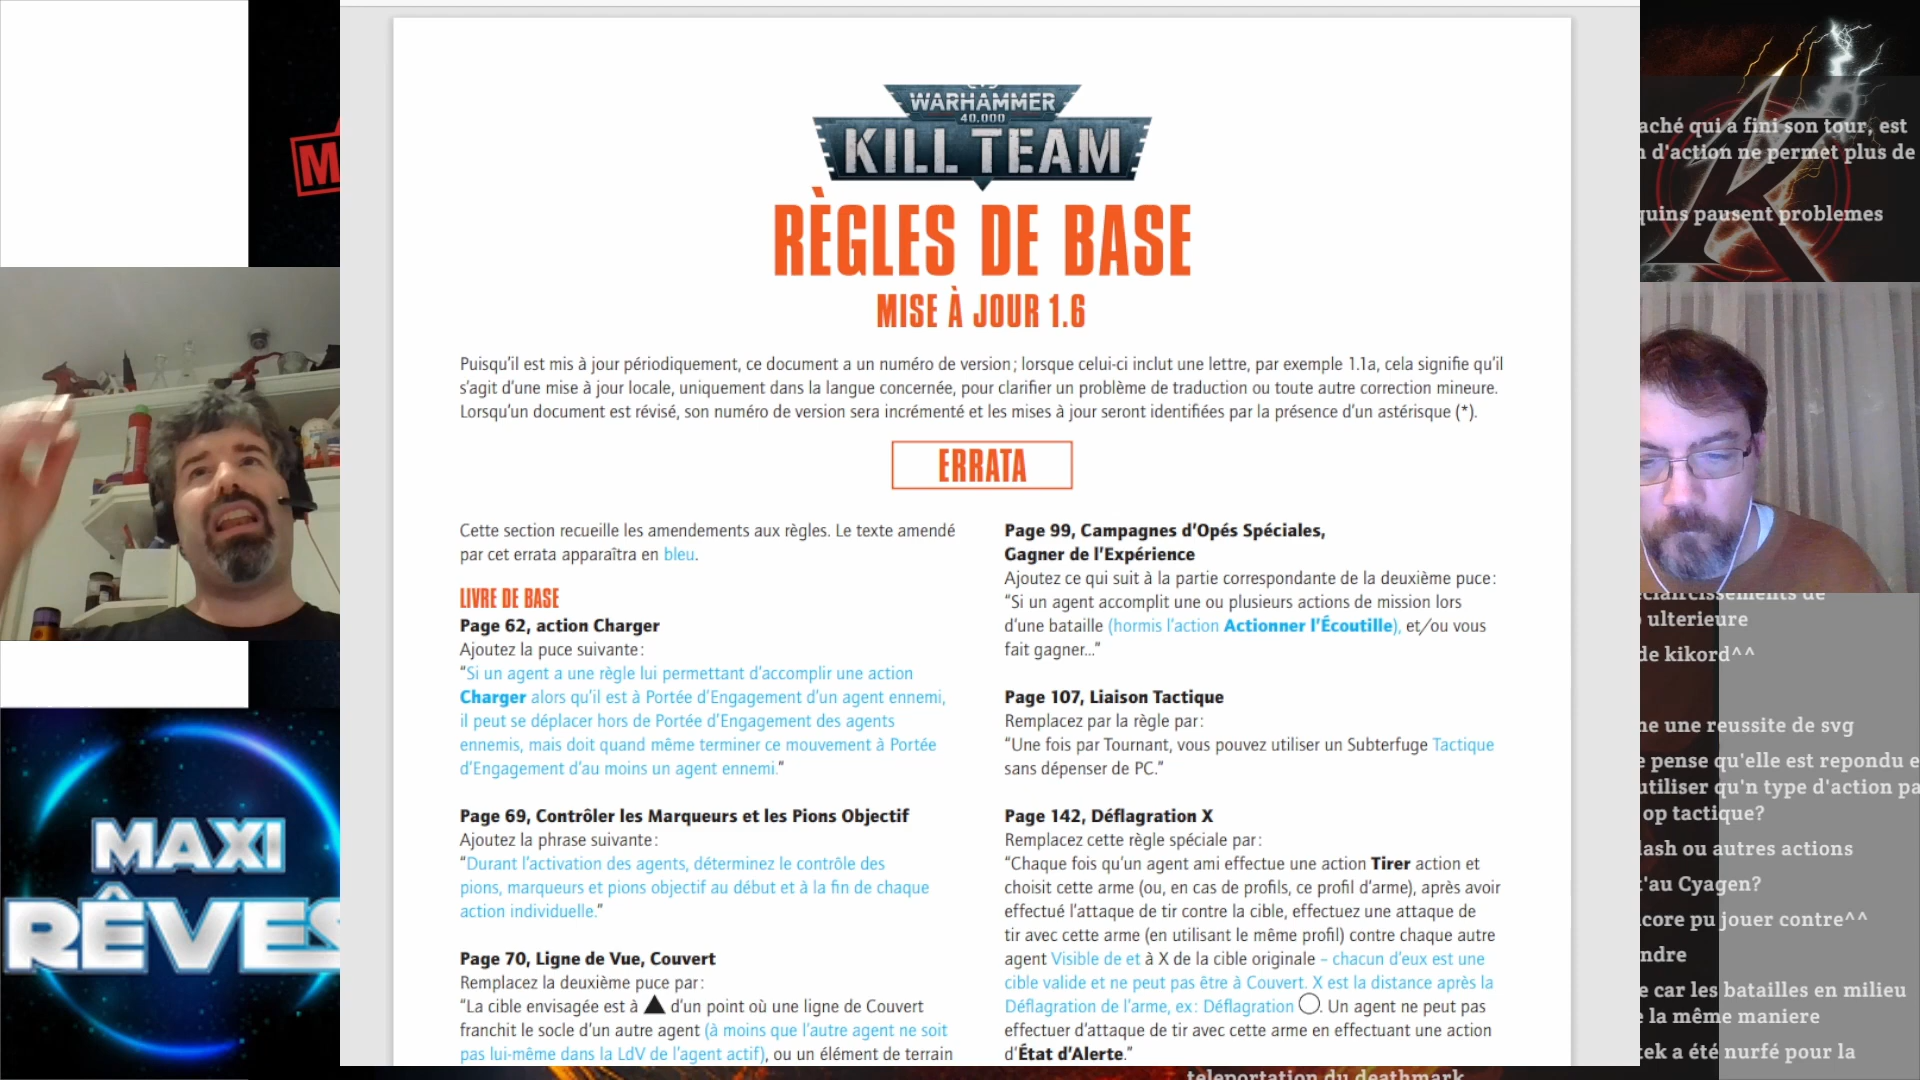 WARHAMMER
40.000
KILL TEAM
RÈGLES DE BASE
MISE À JOUR 1.6
Puisqu'il est mis à jour périodiquement, ce document a un numéro de version ; lorsque celui-ci inclut une lettre, par exemple 1.1a, cela signifie qu'il
s'agit d'une mise à jour locale, uniquement dans la langue concernée, pour clarifier un problème de traduction ou toute autre correction mineure.
Lorsqu'un document est révisé, son numéro de version sera incrémenté et les mises à jour seront identifiées par la présence d'un astérisque (*).
ERRATA
Cette section recueille les amendements aux règles. Le texte amendé
par cet errata apparaîtra en bleu.
LIVRE DE BASE
Page 62, action Charger
Ajoutez la puce suivante :
“Si un agent a une règle lui permettant d'accomplir une action
Charger alors qu'il est à Portée d'Engagement d'un agent ennemi,
il peut se déplacer hors de Portée d'Engagement des agents
ennemis, mais doit quand même terminer ce mouvement à Portée
d'Engagement d'au moins un agent ennemi.”
Page 69, Contrôler les Marqueurs et les Pions Objectif
Ajoutez la phrase suivante :
“Durant l'activation des agents, déterminez le contrôle des
pions, marqueurs et pions objectif au début et à la fin de chaque
action individuelle.”
Page 70, Ligne de Vue, Couvert
Remplacez la deuxième puce par :
“La cible envisagée est à ▲ d'un point où une ligne de Couvert
franchit le socle d'un autre agent (à moins que l'autre agent ne soit
pas lui-même dans la LdV de l'agent actif), ou un élément de terrain
Page 99, Campagnes d'Opés Spéciales,
Gagner de l'Expérience
Ajoutez ce qui suit à la partie correspondante de la deuxième puce :
“Si un agent accomplit une ou plusieurs actions de mission lors
d'une bataille (hormis l'action Actionner l'Écoutille), et/ou vous
fait gagner...”
Page 107, Liaison Tactique
Remplacez par la règle par :
“Une fois par Tournant, vous pouvez utiliser un Subterfuge Tactique
sans dépenser de PC.”
Page 142, Déflagration X
Remplacez cette règle spéciale par :
“Chaque fois qu'un agent ami effectue une action Tirer action et
choisit cette arme (ou, en cas de profils, ce profil d'arme), après avoir
effectué l'attaque de tir contre la cible, effectuez une attaque de
tir avec cette arme (en utilisant le même profil) contre chaque autre
agent Visible de et à X de la cible originale – chacun d'eux est une
cible valide et ne peut pas être à Couvert. X est la distance après la
Déflagration de l'arme, ex : Déflagration ◯. Un agent ne peut pas
effectuer d'attaque de tir avec cette arme en effectuant une action
d'État d'Alerte.”
M
MAXI
RÊVES
K
aché qui a fini son tour, est
d'action ne permet plus de
quins pausent problemes
claircissements de
ulterieure
de kikord^^
ne une reussite de svg
pense qu'elle est repondu e
utiliser qu'n type d'action pa
op tactique?
lash ou autres actions
t'au Cyagen?
core pu jouer contre^^
ndre
e car les batailles en milieu
la même maniere
tek a été nurfé pour la
teleportation du deathmark